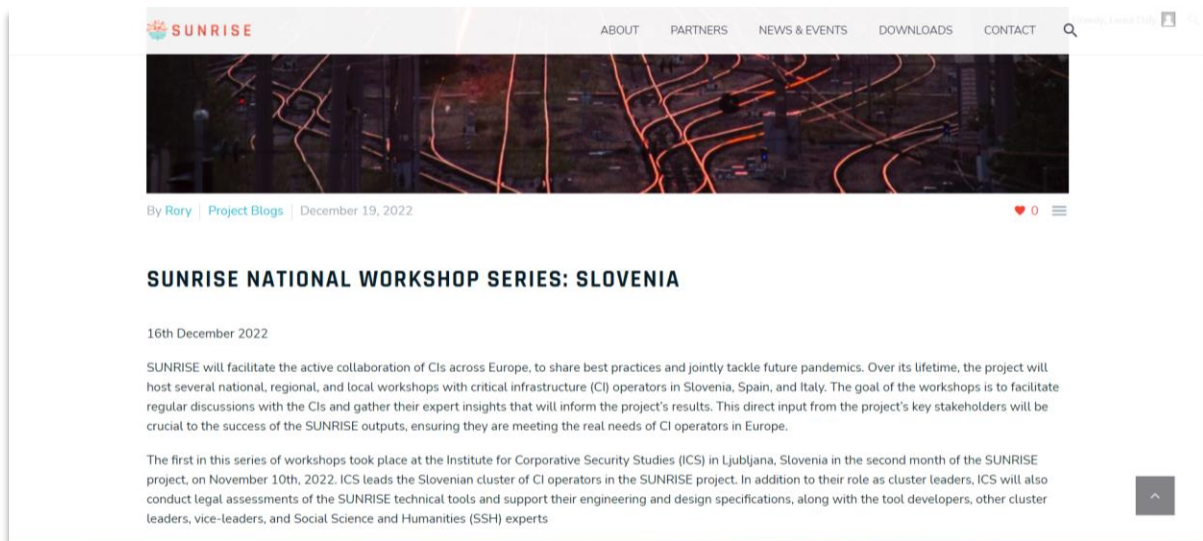 SUNRISE
ABOUT PARTNERS NEWS & EVENTS DOWNLOADS CONTACT
By Rory Project Blogs December 19, 2022
0
SUNRISE NATIONAL WORKSHOP SERIES: SLOVENIA
16th December 2022
SUNRISE will facilitate the active collaboration of CIs across Europe, to share best practices and jointly tackle future pandemics. Over its lifetime, the project will
host several national, regional, and local workshops with critical infrastructure (CI) operators in Slovenia, Spain, and Italy. The goal of the workshops is to facilitate
regular discussions with the CIs and gather their expert insights that will inform the project's results. This direct input from the project's key stakeholders will be
crucial to the success of the SUNRISE outputs, ensuring they are meeting the real needs of CI operators in Europe.
The first in this series of workshops took place at the Institute for Corporative Security Studies (ICS) in Ljubljana, Slovenia in the second month of the SUNRISE
project, on November 10th, 2022. ICS leads the Slovenian cluster of CI operators in the SUNRISE project. In addition to their role as cluster leaders, ICS will also
conduct legal assessments of the SUNRISE technical tools and support their engineering and design specifications, along with the tool developers, other cluster
leaders, vice-leaders, and Social Science and Humanities (SSH) experts